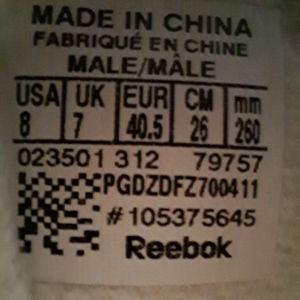 MADE IN CHINA
FABRIQUÉ EN CHINE
MALE/MÂLE
USA UK EUR CM mm
8 7 40.5 26 260
023501 312 79757
PGDZDFZ700411
#105375645
Reebok